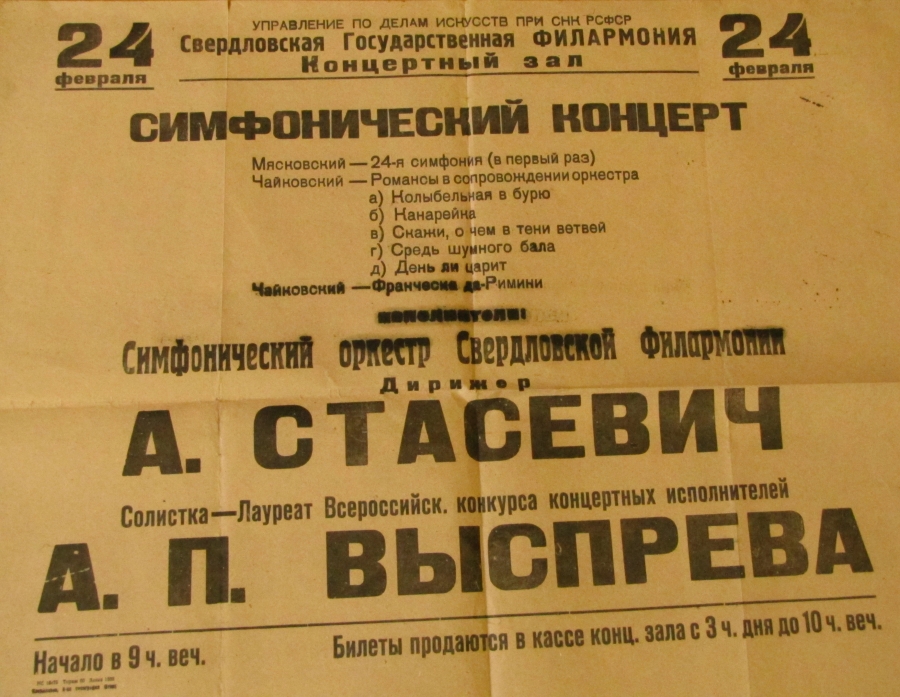 УПРАВЛЕНИЕ ПО ДЕЛАМ ИСКУССТВ ПРИ СНК РСФСР
24 февраля
Свердловская Государственная ФИЛАРМОНИЯ
24 февраля
Концертный зал
СИМФОНИЧЕСКИЙ КОНЦЕРТ
Мясковский — 24-я симфония (в первый раз)
Чайковский — Романсы в сопровождении оркестра
а) Колыбельная в бурю
б) Канарейка
в) Скажи, о чем в тени ветвей
г) Средь шумного бала
д) День ли царит
Чайковский — Франческа да-Римини
Исполнители:
Симфонический оркестр Свердловской Филармонии
Дирижер
А. СТАСЕВИЧ
Солистка—Лауреат Всероссийск. конкурса концертных исполнителей
А. П. ВЫСПРЕВА
Начало в 9 ч. веч.
Билеты продаются в кассе конц. зала с 3 ч. дня до 10 ч. веч.